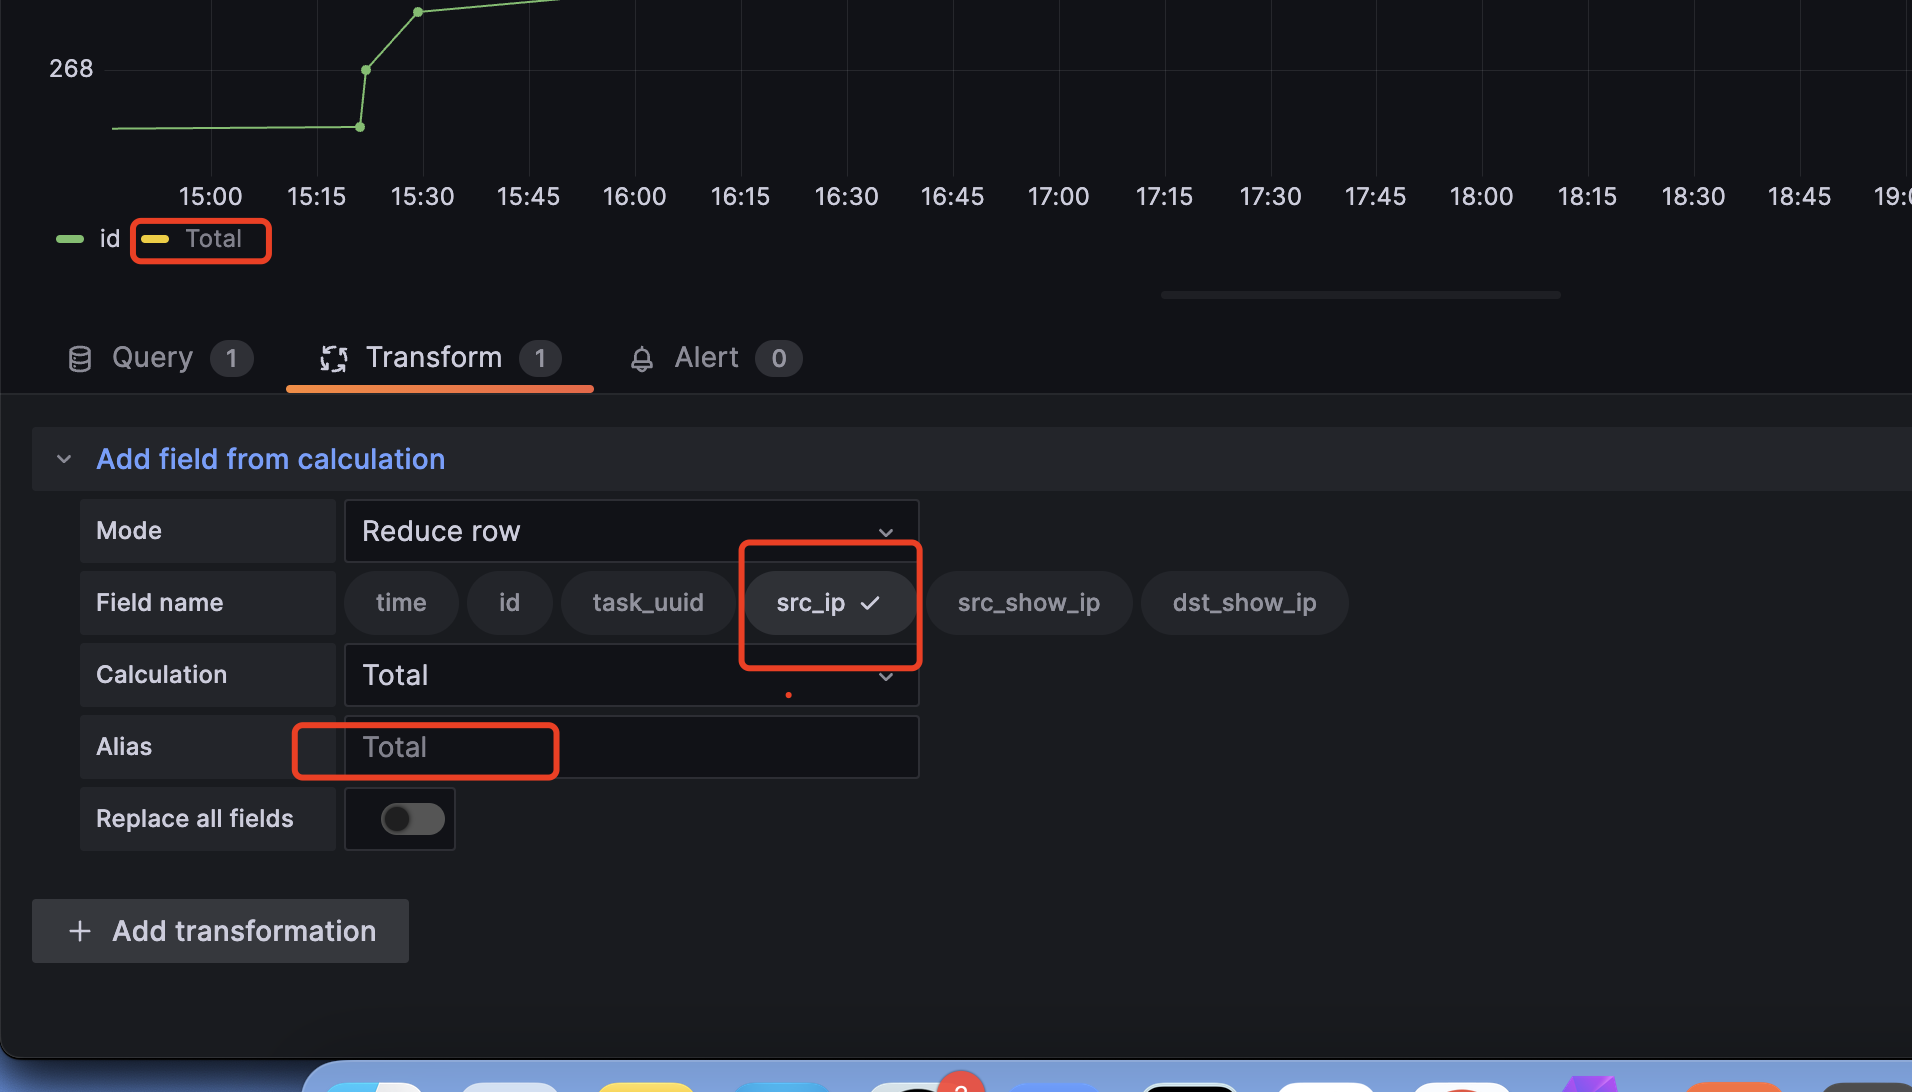 268
15:00 15:15 15:30 15:45 16:00 16:15 16:30 16:45 17:00 17:15 17:30 17:45 18:00 18:15 18:30 18:45
id Total
Query 1 Transform 1 Alert 0
Add field from calculation
Mode Reduce row
Field name time id task_uuid src_ip src_show_ip dst_show_ip
Calculation Total
Alias Total
Replace all fields
+ Add transformation